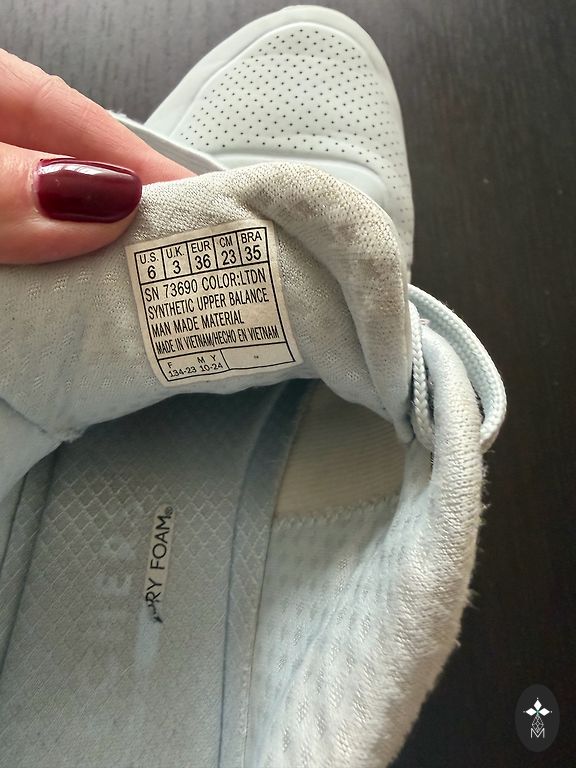 U.S. U.K. EUR CM BRA
6 3 36 23 35
SN 73690 COLOR:LTDN
SYNTHETIC UPPER BALANCE
MAN MADE MATERIAL
MADE IN VIETNAM/HECHO EN VIETNAM
F M Y
134-23 10-24
RY FOAM®